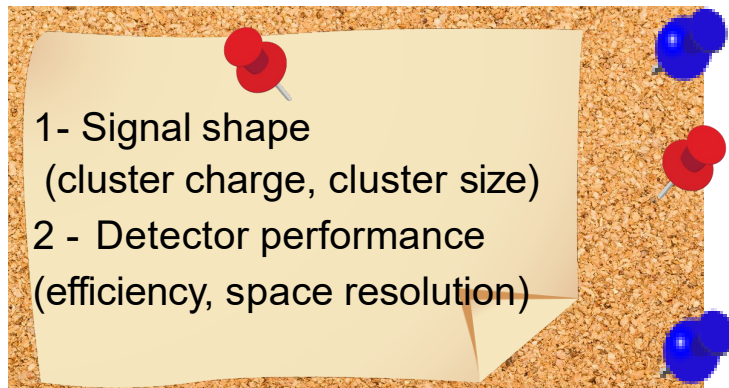 1- Signal shape
(cluster charge, cluster size)
2 - Detector performance
(efficiency, space resolution)